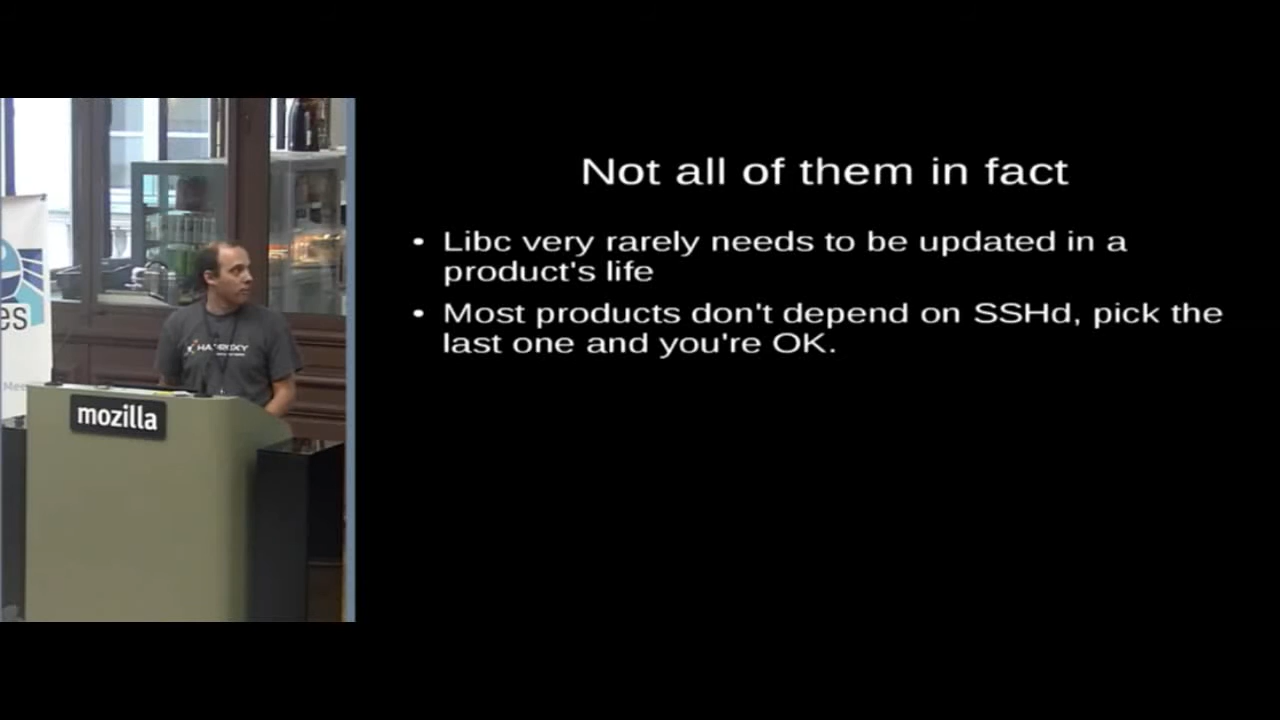 Not all of them in fact
• Libc very rarely needs to be updated in a
product's life
• Most products don't depend on SSHd, pick the
last one and you're OK.
mozilla
es